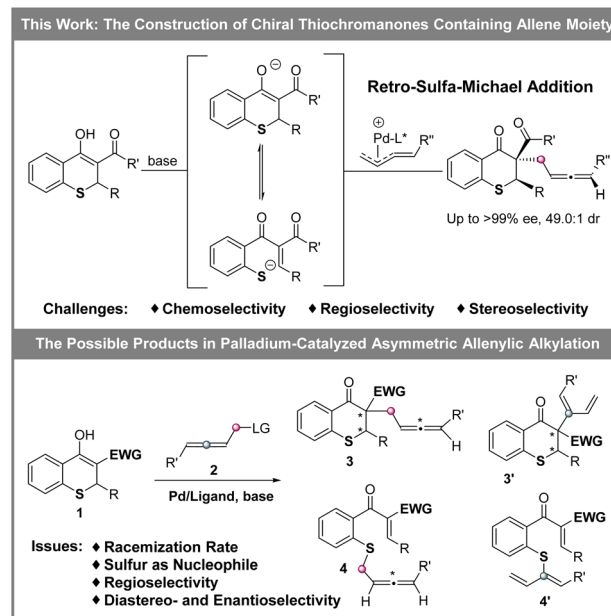 This Work: The Construction of Chiral Thiochromanones Containing Allene Moiety
Retro-Sulfa-Michael Addition
OH
O
R'
S
R
base
O
⊖
O
R'
S
R
O
O
R'
S
⊖
R
⊕
Pd-L*
R"
O
O
R'
S
R
R"
H
Up to >99% ee, 49.0:1 dr
Challenges: ♦ Chemoselectivity ♦ Regioselectivity ♦ Stereoselectivity
The Possible Products in Palladium-Catalyzed Asymmetric Allenylic Alkylation
OH
EWG
S
R
1
LG
R'
2
Pd/Ligand, base
O
EWG
*
*
S
R
*
R'
H
3
R'
O
*
*
EWG
S
R
3'
Issues: ♦ Racemization Rate
♦ Sulfur as Nucleophile
♦ Regioselectivity
♦ Diastereo- and Enantioselectivity
O
EWG
S
R
4
*
R'
H
H
O
EWG
S
R
R'
4'